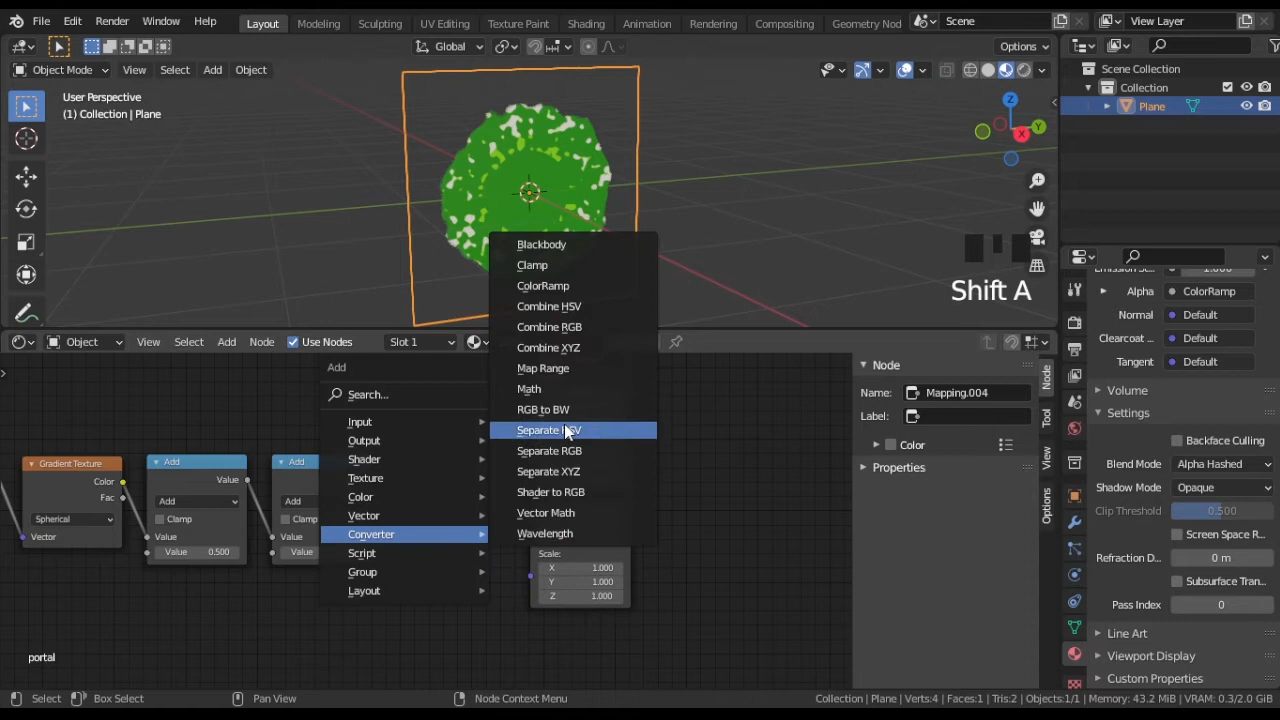 File Edit Render Window Help Layout Modeling Sculpting UV Editing Texture Paint Shading Animation Rendering Compositing Geometry Nod Scene View Layer
Global Options
Object Mode View Select Add Object
User Perspective
(1) Collection | Plane
Z
Y
X
Scene Collection
Collection
Plane
Shift A
1.000
Alpha ColorRamp
Normal Default
Clearcoat ... Default
Tangent Default
Volume
Settings
Backface Culling
Blend Mode Alpha Hashed
Shadow Mode Opaque
Clip Threshold 0.500
Screen Space R...
Refraction D... 0 m
Subsurface Tran...
Pass Index 0
Line Art
Viewport Display
Custom Properties
Object View Select Add Node Use Nodes Slot 1
Add
Search...
Input
Output
Shader
Texture
Color
Vector
Converter
Script
Group
Layout
Blackbody
Clamp
ColorRamp
Combine HSV
Combine RGB
Combine XYZ
Map Range
Math
RGB to BW
Separate HSV
Separate RGB
Separate XYZ
Shader to RGB
Vector Math
Wavelength
Gradient Texture
Color
Fac
Spherical
Vector
Add
Value
Add
Clamp
Value
Value 0.500
Add
Add
Clamp
Value
Value
Scale:
X 1.000
Y 1.000
Z 1.000
Node
Name: Mapping.004
Label:
Color
Properties
Node
Tool
View
Options
portal
Select Box Select Pan View Node Context Menu Collection | Plane | Verts:4 | Faces:1 | Tris:2 | Objects:1/1 | Memory: 43.2 MiB | VRAM: 0.3/2.0 GiB